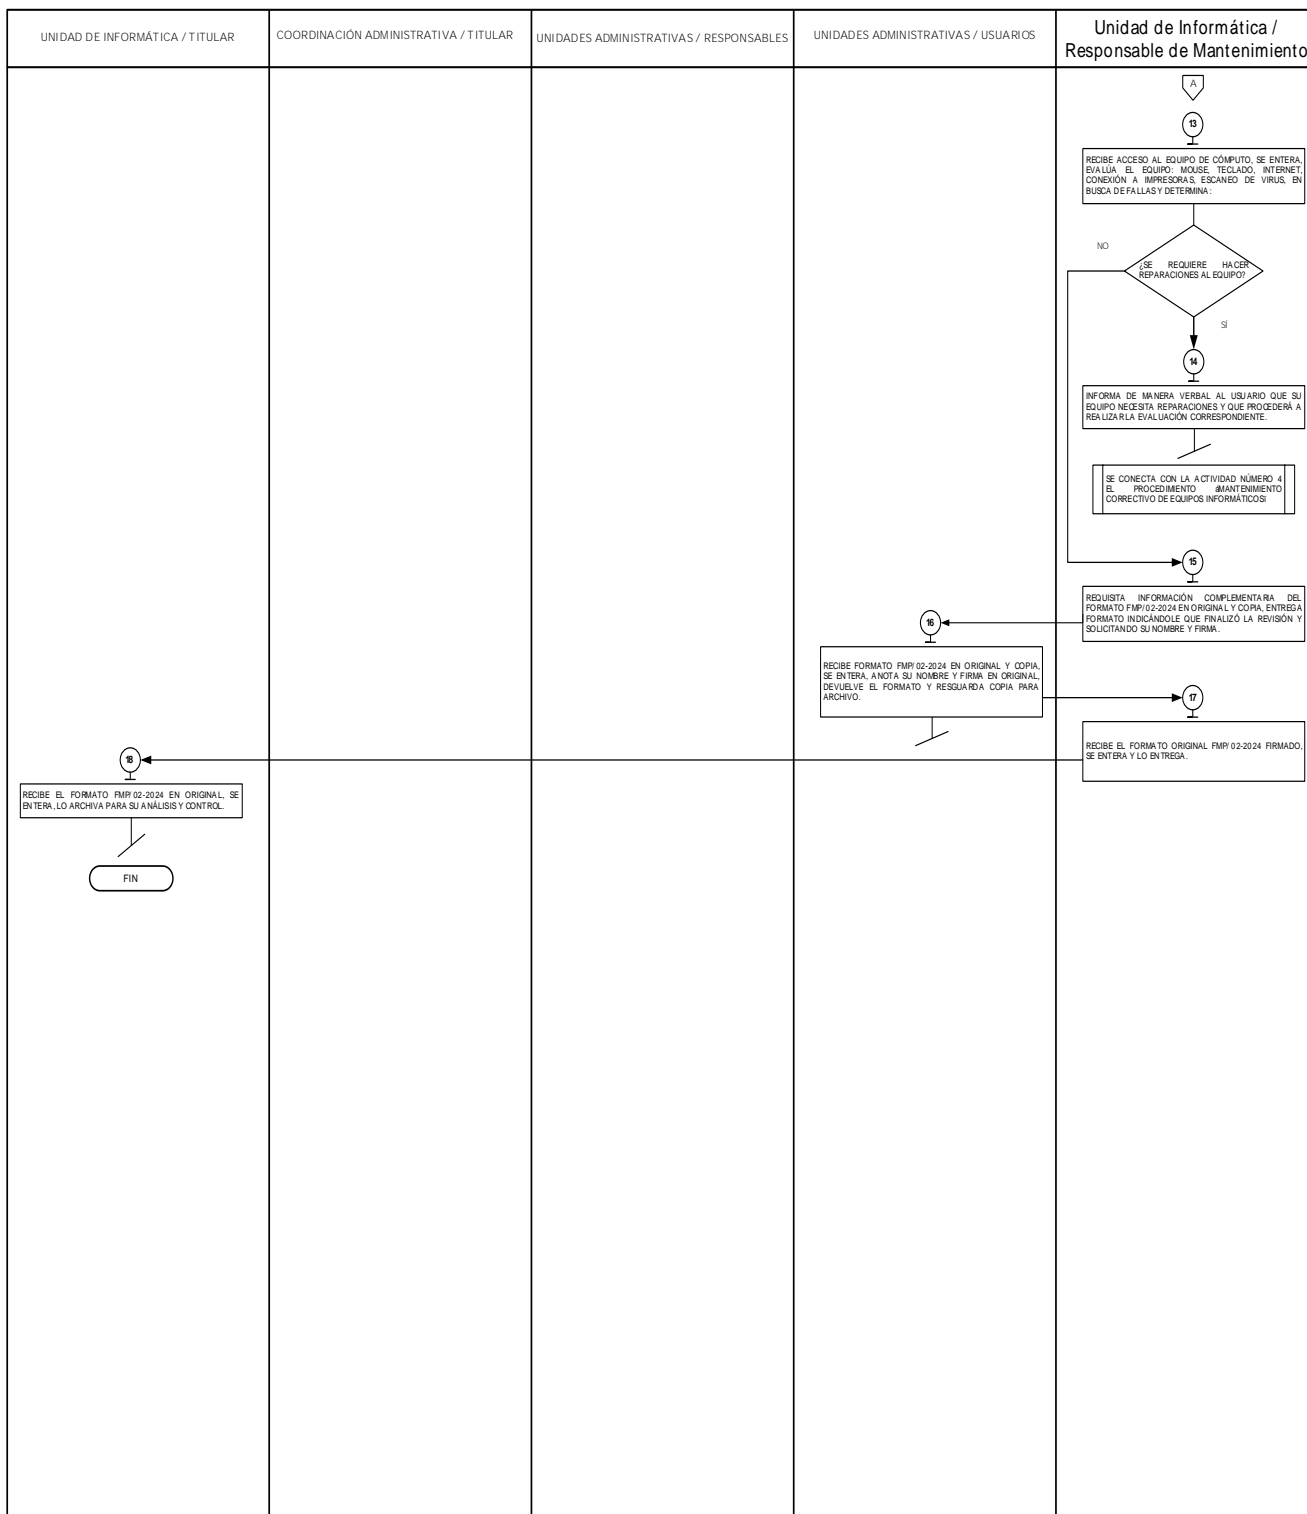 UNIDAD DE INFORMÁTICA / TITULAR
COORDINACIÓN ADMINISTRATIVA / TITULAR
UNIDADES ADMINISTRATIVAS / RESPONSABLES
UNIDADES ADMINISTRATIVAS / USUARIOS
Unidad de Informática /
Responsable de Mantenimiento
A
13
RECIBE ACCESO AL EQUIPO DE CÓMPUTO, SE ENTERA,
EVALÚA EL EQUIPO: MOUSE, TECLADO, INTERNET,
CONEXIÓN A IMPRESORAS, ESCANEO DE VIRUS, EN
BUSCA DE FALLAS Y DETERMINA:
NO
¿SE REQUIERE HACER
REPARACIONES AL EQUIPO?
SÍ
14
INFORMA DE MANERA VERBAL AL USUARIO QUE SU
EQUIPO NECESITA REPARACIONES Y QUE PROCEDERÁ A
REALIZAR LA EVALUACIÓN CORRESPONDIENTE.
SE CONECTA CON LA ACTIVIDAD NÚMERO 4
EL PROCEDIMIENTO âMANTENIMIENTO
CORRECTIVO DE EQUIPOS INFORMÁTICOSI
15
REQUISITA INFORMACIÓN COMPLEMENTARIA DEL
FORMATO FMP/02-2024 EN ORIGINAL Y COPIA, ENTREGA
FORMATO INDICÁNDOLE QUE FINALIZÓ LA REVISIÓN Y
SOLICITANDO SU NOMBRE Y FIRMA.
16
RECIBE FORMATO FMP/02-2024 EN ORIGINAL Y COPIA,
SE ENTERA, ANOTA SU NOMBRE Y FIRMA EN ORIGINAL,
DEVUELVE EL FORMATO Y RESGUARDA COPIA PARA
ARCHIVO.
17
RECIBE EL FORMATO ORIGINAL FMP/02-2024 FIRMADO,
SE ENTERA Y LO ENTREGA.
18
RECIBE EL FORMATO FMP/02-2024 EN ORIGINAL, SE
ENTERA, LO ARCHIVA PARA SU ANÁLISIS Y CONTROL.
FIN